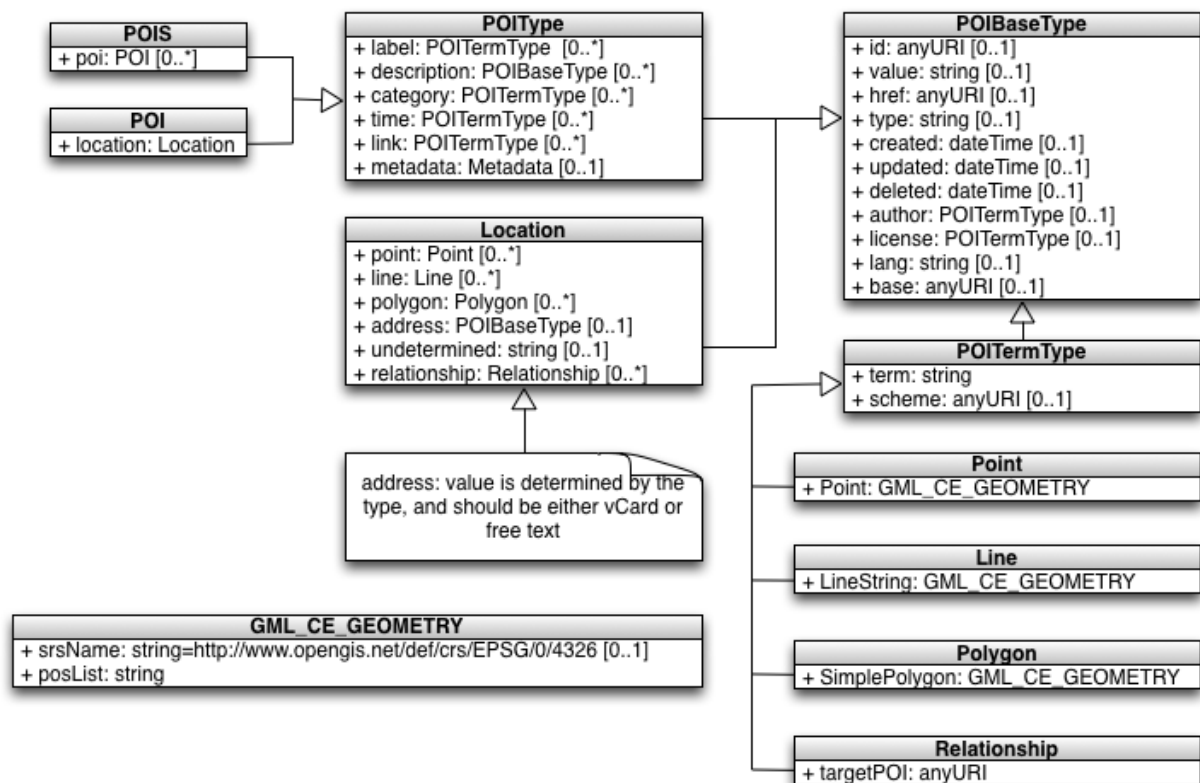 POIS
+ poi: POI [0..*]
POI
+ location: Location
POIType
+ label: POITermType [0..*]
+ description: POIBaseType [0..*]
+ category: POITermType [0..*]
+ time: POITermType [0..*]
+ link: POITermType [0..*]
+ metadata: Metadata [0..1]
POIBaseType
+ id: anyURI [0..1]
+ value: string [0..1]
+ href: anyURI [0..1]
+ type: string [0..1]
+ created: dateTime [0..1]
+ updated: dateTime [0..1]
+ deleted: dateTime [0..1]
+ author: POITermType [0..1]
+ license: POITermType [0..1]
+ lang: string [0..1]
+ base: anyURI [0..1]
Location
+ point: Point [0..*]
+ line: Line [0..*]
+ polygon: Polygon [0..*]
+ address: POIBaseType [0..1]
+ undetermined: string [0..1]
+ relationship: Relationship [0..*]
POITermType
+ term: string
+ scheme: anyURI [0..1]
address: value is determined by the
type, and should be either vCard or
free text
Point
+ Point: GML_CE_GEOMETRY
Line
+ LineString: GML_CE_GEOMETRY
GML_CE_GEOMETRY
+ srsName: string=http://www.opengis.net/def/crs/EPSG/0/4326 [0..1]
+ posList: string
Polygon
+ SimplePolygon: GML_CE_GEOMETRY
Relationship
+ targetPOI: anyURI